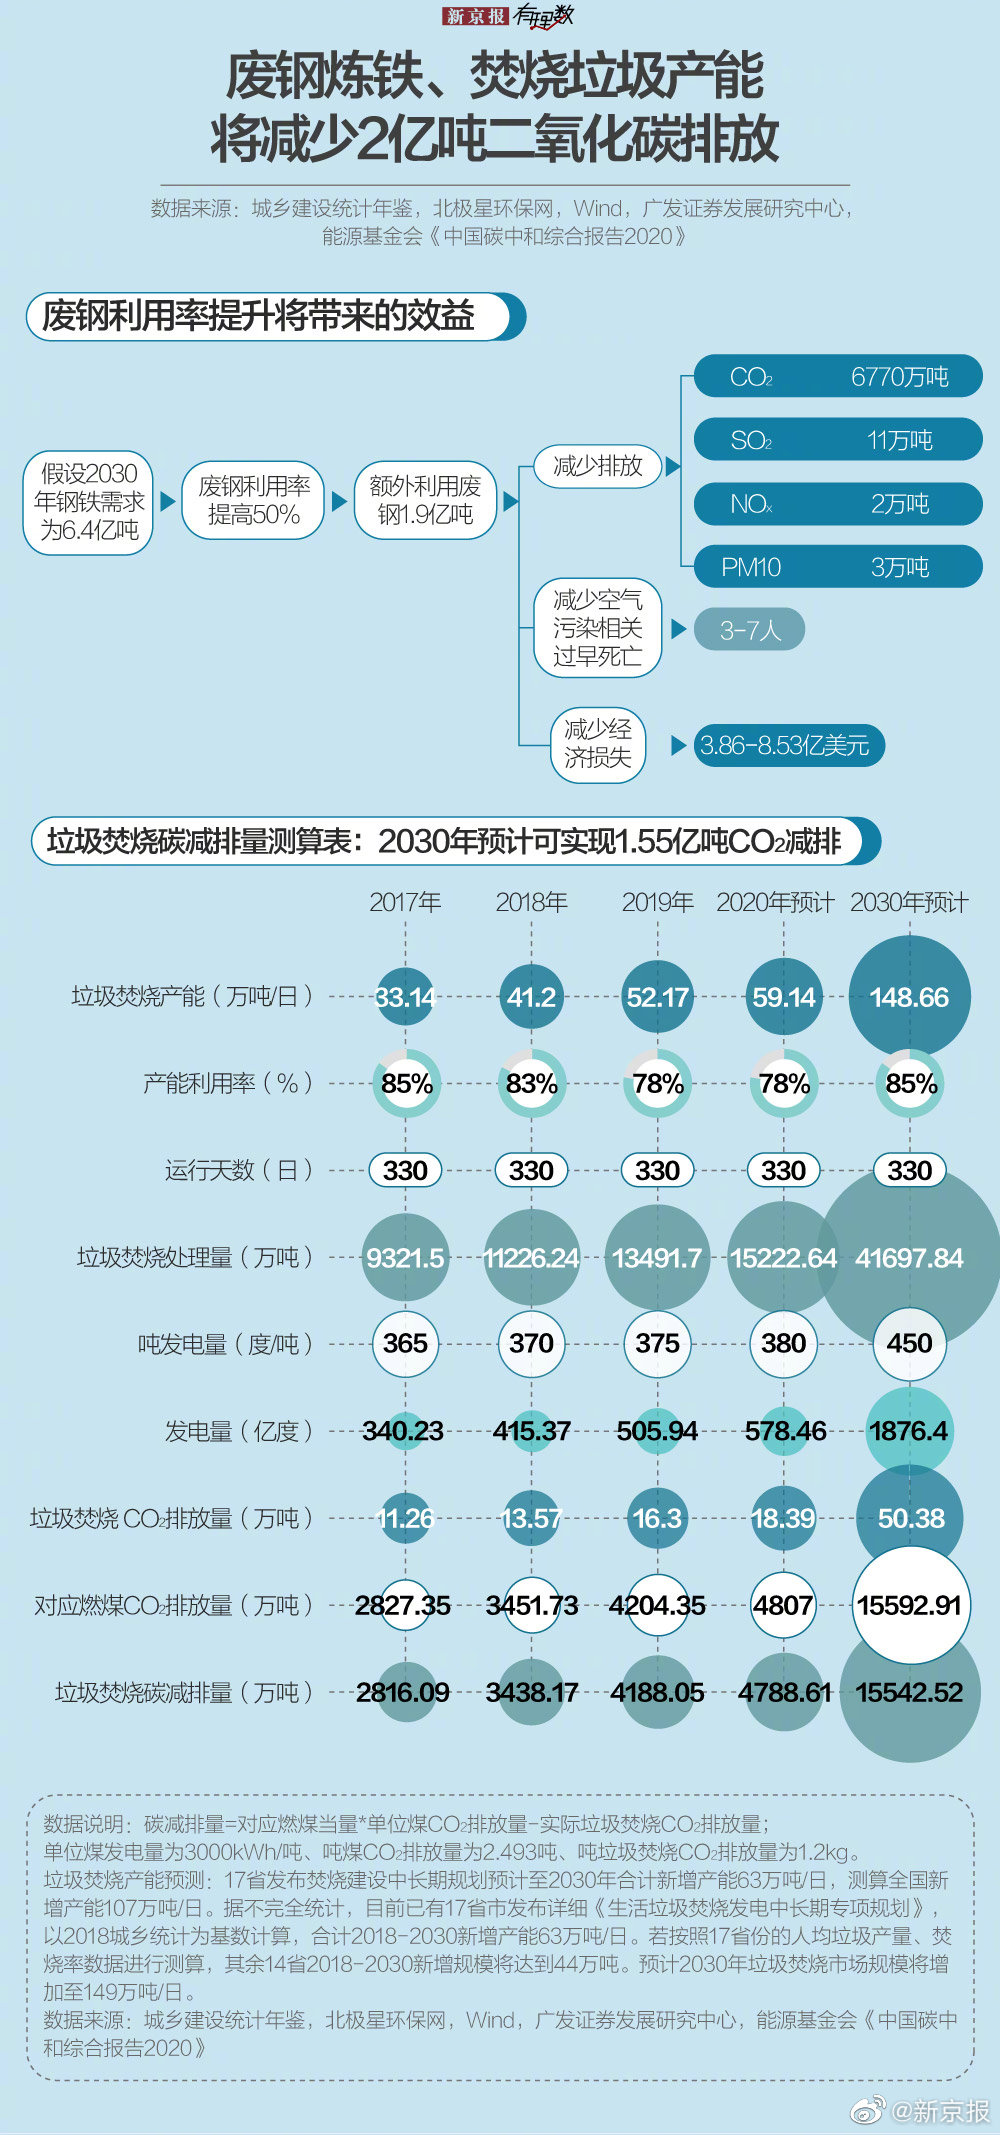 新京报 有理数
废钢炼铁、焚烧垃圾产能
将减少2亿吨二氧化碳排放
数据来源：城乡建设统计年鉴，北极星环保网，Wind，广发证券发展研究中心，
能源基金会《中国碳中和综合报告2020》
废钢利用率提升将带来的效益
假设2030
年钢铁需求
为6.4亿吨
废钢利用率
提高50%
额外利用废
钢1.9亿吨
减少排放
CO₂ 6770万吨
SO₂ 11万吨
NOₓ 2万吨
PM10 3万吨
减少空气
污染相关
过早死亡
3-7人
减少经
济损失
3.86-8.53亿美元
垃圾焚烧碳减排量测算表：2030年预计可实现1.55亿吨CO₂减排
2017年 2018年 2019年 2020年预计 2030年预计
垃圾焚烧产能（万吨/日） 33.14 41.2 52.17 59.14 148.66
产能利用率（%） 85% 83% 78% 78% 85%
运行天数（日） 330 330 330 330 330
垃圾焚烧处理量（万吨） 9321.5 11226.24 13491.7 15222.64 41697.84
吨发电量（度/吨） 365 370 375 380 450
发电量（亿度） 340.23 415.37 505.94 578.46 1876.4
垃圾焚烧 CO₂排放量（万吨） 11.26 13.57 16.3 18.39 50.38
对应燃煤CO₂排放量（万吨） 2827.35 3451.73 4204.35 4807 15592.91
垃圾焚烧碳减排量（万吨） 2816.09 3438.17 4188.05 4788.61 15542.52
数据说明：碳减排量=对应燃煤当量*单位煤CO₂排放量-实际垃圾焚烧CO₂排放量；
单位煤发电量为3000kWh/吨、吨煤CO₂排放量为2.493吨、吨垃圾焚烧CO₂排放量为1.2kg。
垃圾焚烧产能预测：17省发布焚烧建设中长期规划预计至2030年合计新增产能63万吨/日，测算全国新
增产能107万吨/日。据不完全统计，目前已有17省市发布详细《生活垃圾焚烧发电中长期专项规划》，
以2018城乡统计为基数计算，合计2018-2030新增产能63万吨/日。若按照17省份的人均垃圾产量、焚
烧率数据进行测算，其余14省2018-2030新增规模将达到44万吨。预计2030年垃圾焚烧市场规模将增
加至149万吨/日。
数据来源：城乡建设统计年鉴，北极星环保网，Wind，广发证券发展研究中心，能源基金会《中国碳中
和综合报告2020》
@新京报